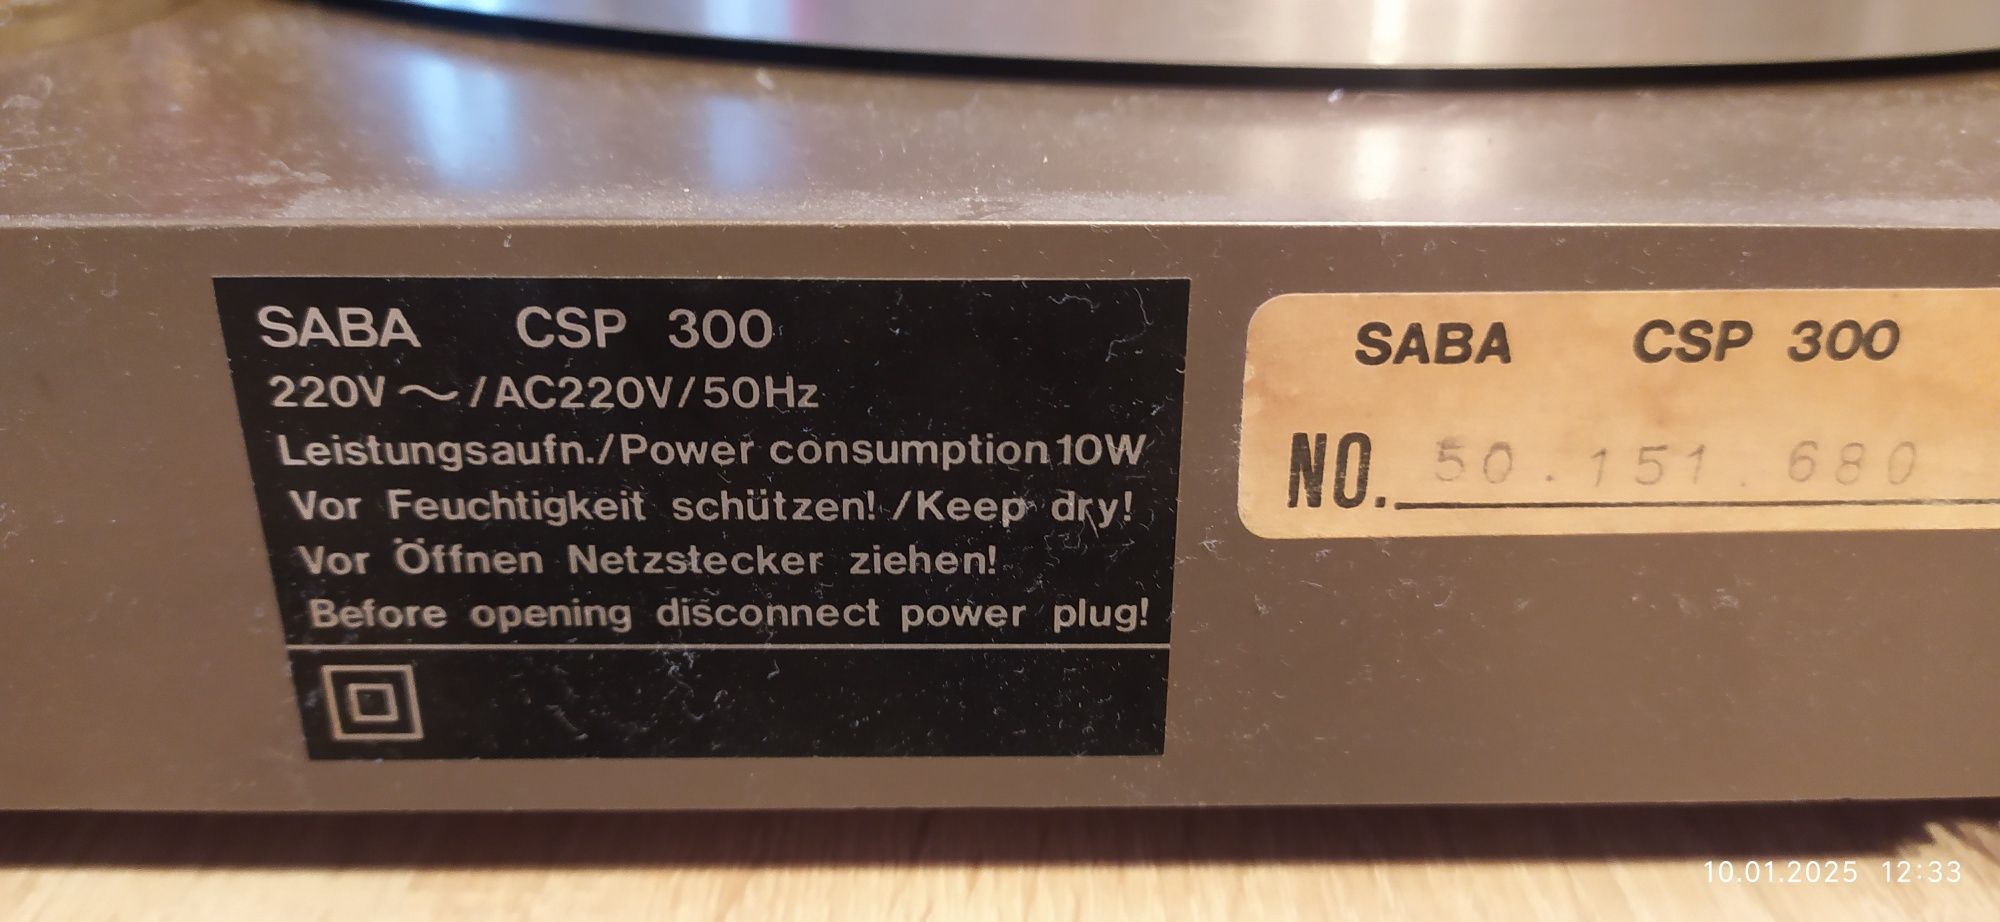 SABA CSP 300
220V ~ /AC220V/50Hz
Leistungsaufn./Power consumption 10W
Vor Feuchtigkeit schützen! /Keep dry!
Vor Öffnen Netzstecker ziehen!
Before opening disconnect power plug!
SABA CSP 300
NO. 50.151.680
10.01.2025 12:33